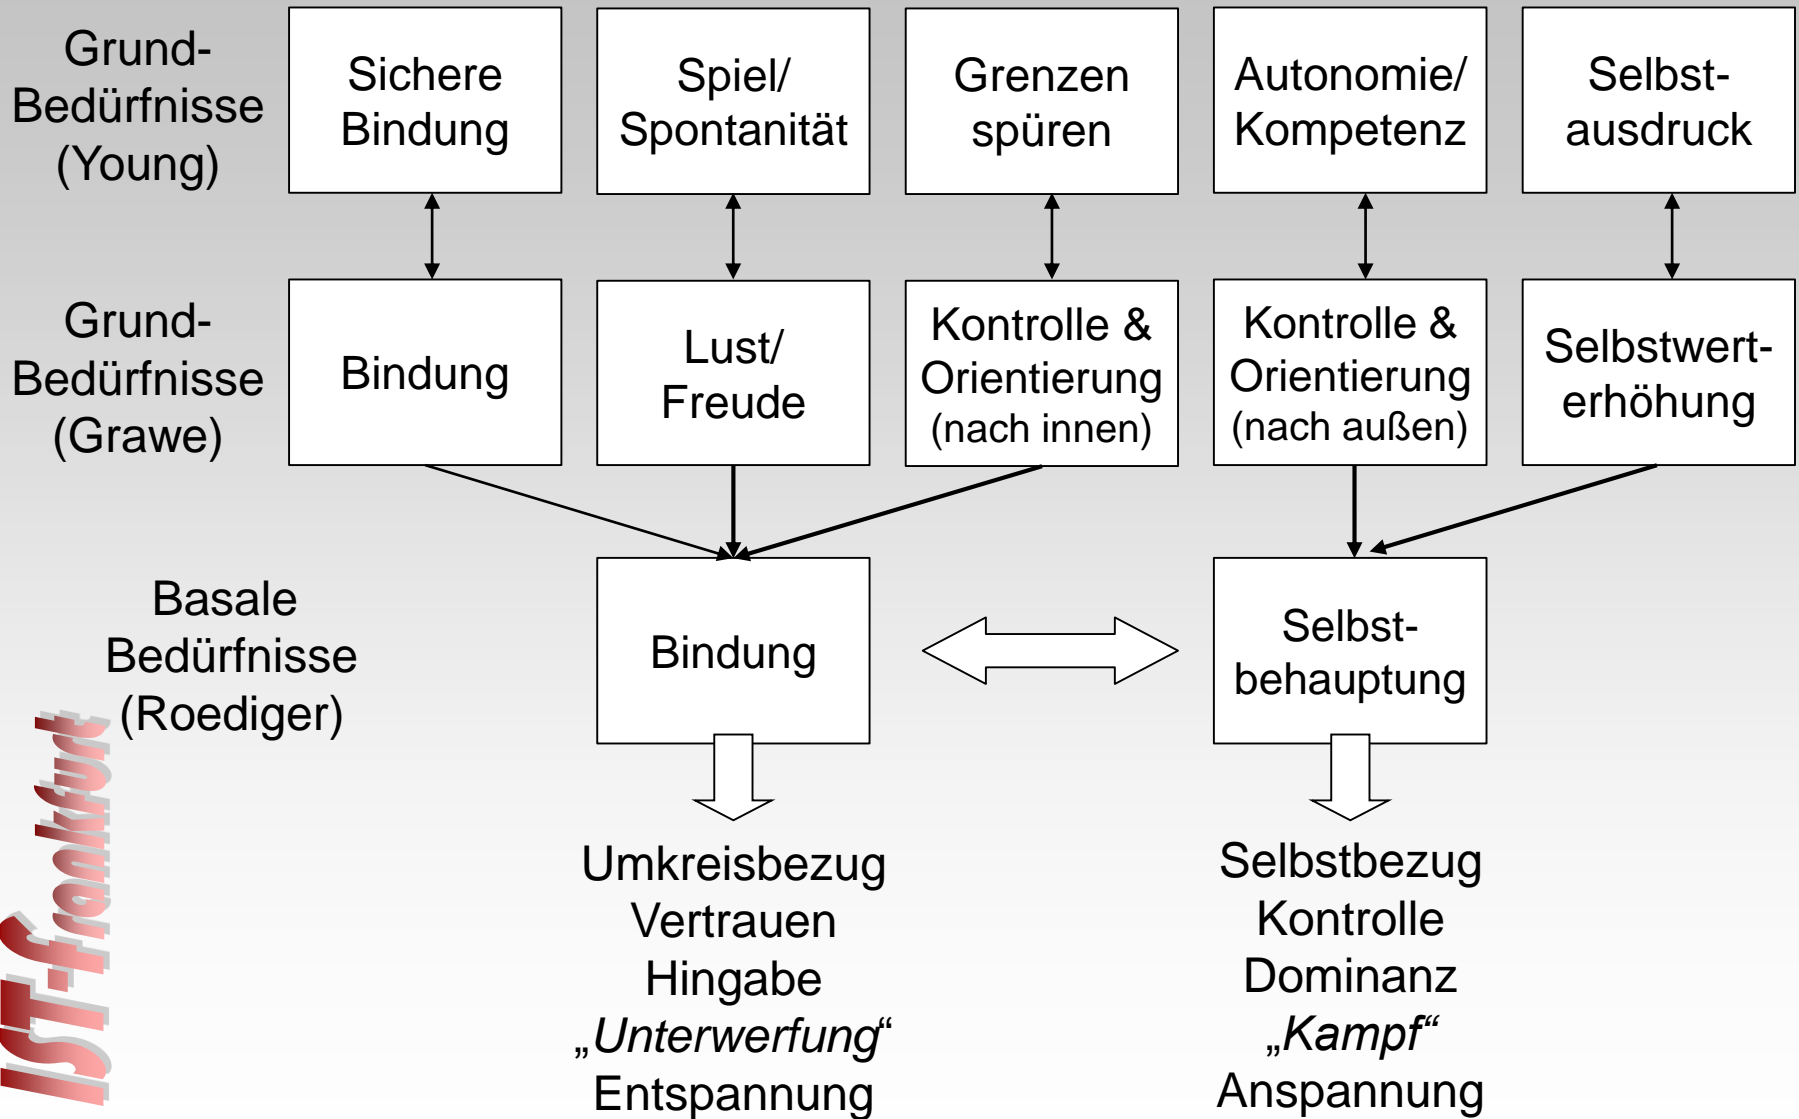 Grund-
Bedürfnisse
(Young)
Sichere
Bindung
Spiel/
Spontanität
Grenzen
spüren
Autonomie/
Kompetenz
Selbst-
ausdruck
Grund-
Bedürfnisse
(Grawe)
Bindung
Lust/
Freude
Kontrolle &
Orientierung
(nach innen)
Kontrolle &
Orientierung
(nach außen)
Selbstwert-
erhöhung
Basale
Bedürfnisse
(Roediger)
Bindung
Selbst-
behauptung
Umkreisbezug
Vertrauen
Hingabe
„Unterwerfung“
Entspannung
Selbstbezug
Kontrolle
Dominanz
„Kampf“
Anspannung
IST-frankfurt